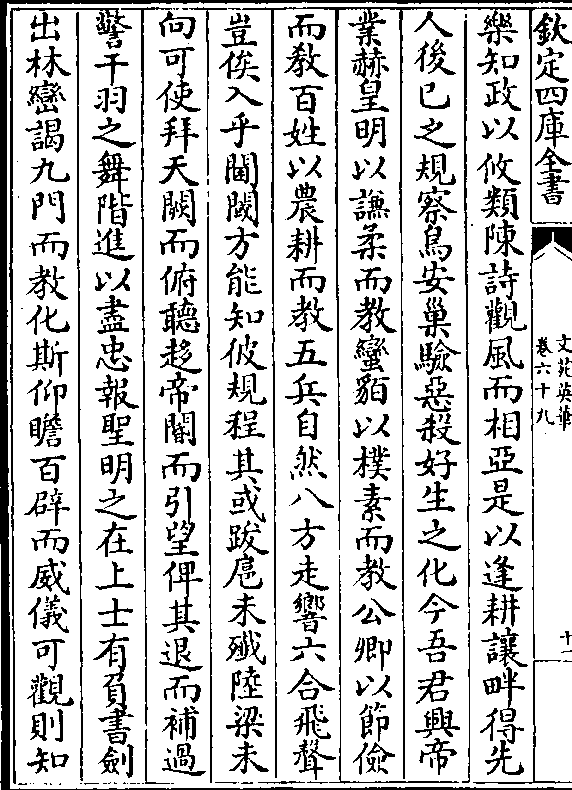 欽定四庫全書
文苑英華
卷六十九
十一
樂知政以攸類陳詩觀風而相亞是以逢耕讓畔得先
人後已之規察鳥安巢驗惡殺好生之化今吾君興帝
業赫皇明以謙柔而教蠻貊以樸素而教公卿以節儉
而教百姓以農耕而教五兵自然八方走響六合飛聲
豈俟入乎閶闔方能知彼規程其或跋扈未殲陸梁未
向可使拜天闕而俯聽趍帝閽而引望俾其退而補過
警干羽之舞階進以盡忠報聖明之在上士有負書劍
出林巒謁九門而教化斯仰瞻百辟而威儀可觀則知